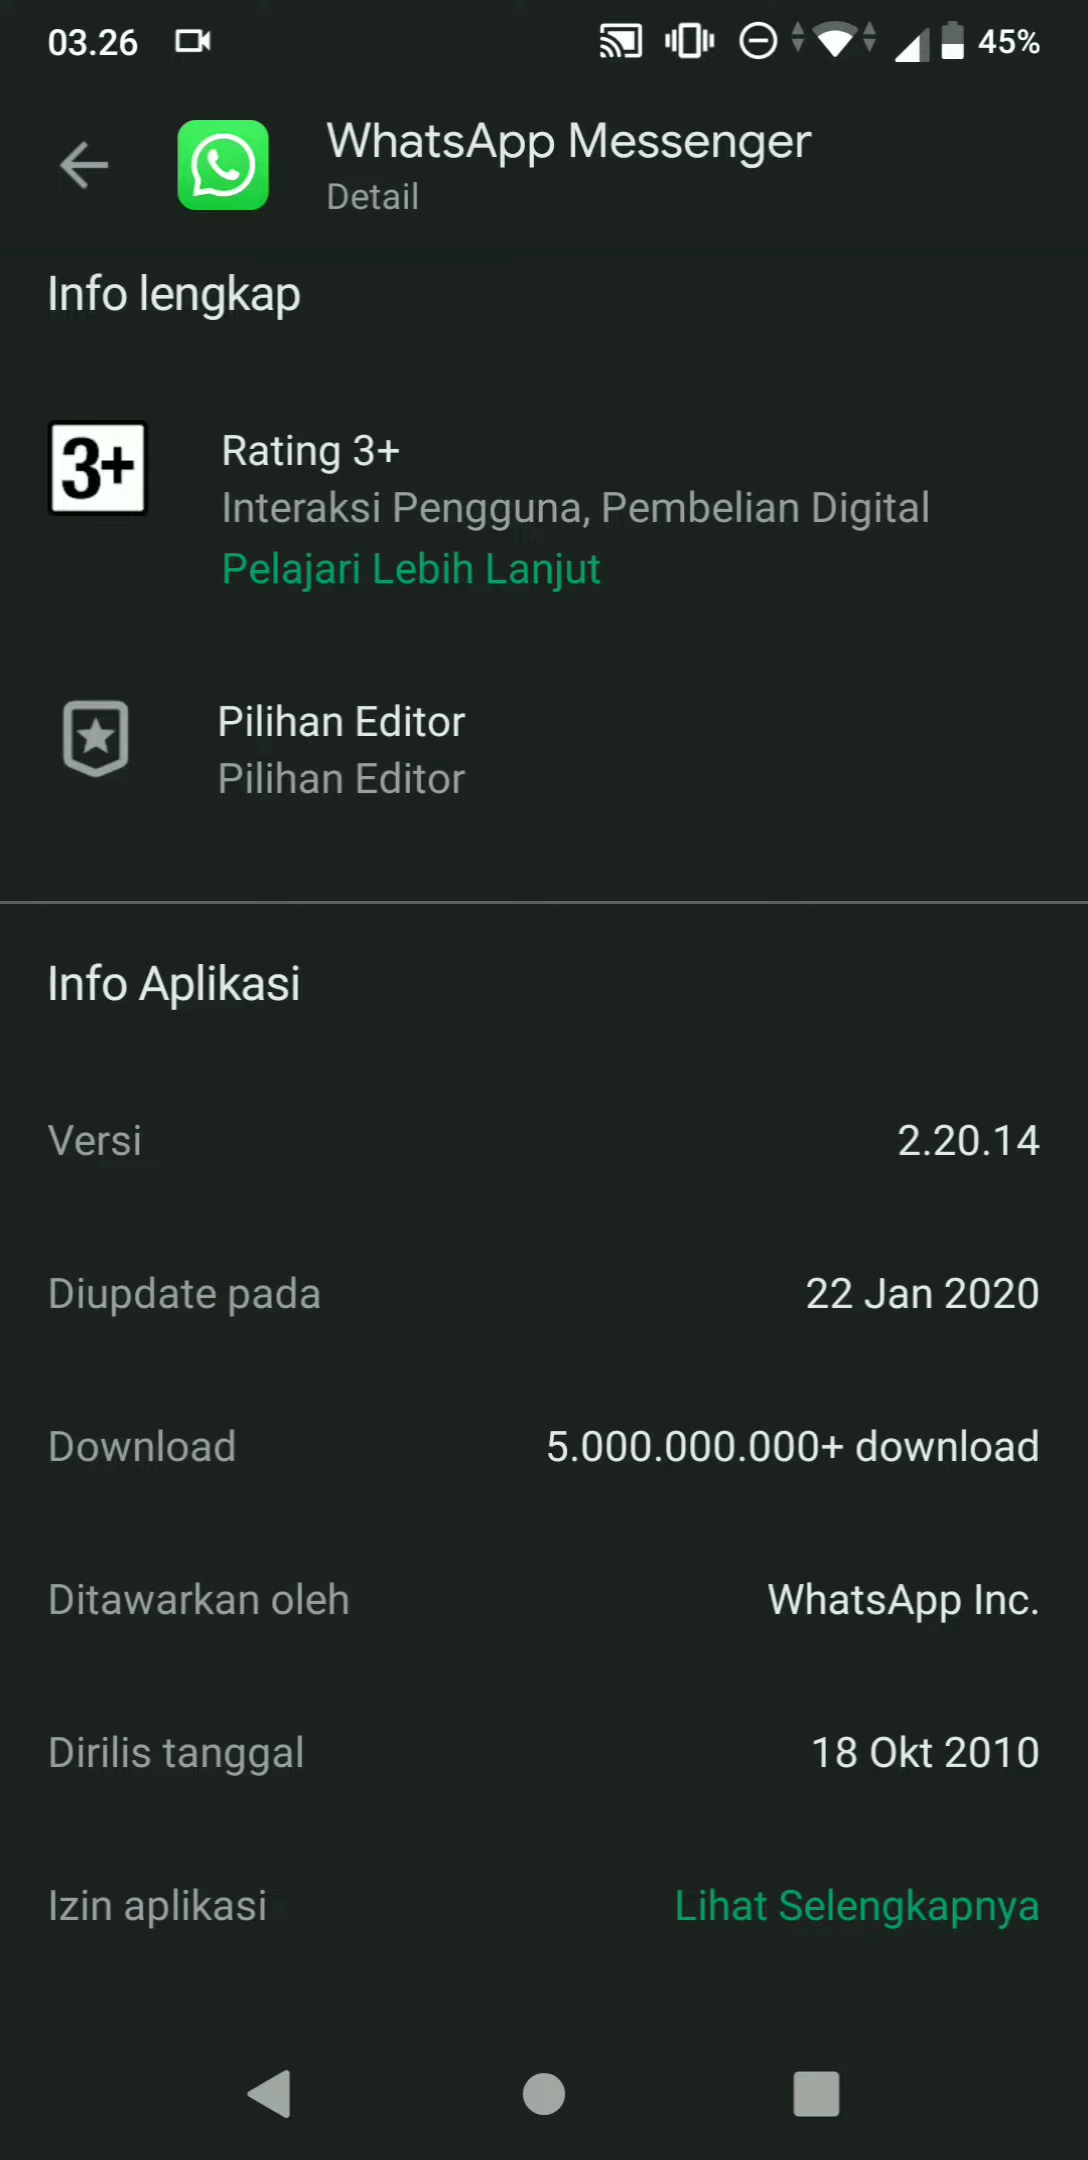 03.26
45%
WhatsApp Messenger
Detail
Info lengkap
3+
Rating 3+
Interaksi Pengguna, Pembelian Digital
Pelajari Lebih Lanjut
Pilihan Editor
Pilihan Editor
Info Aplikasi
Versi 2.20.14
Diupdate pada 22 Jan 2020
Download 5.000.000.000+ download
Ditawarkan oleh WhatsApp Inc.
Dirilis tanggal 18 Okt 2010
Izin aplikasi Lihat Selengkapnya